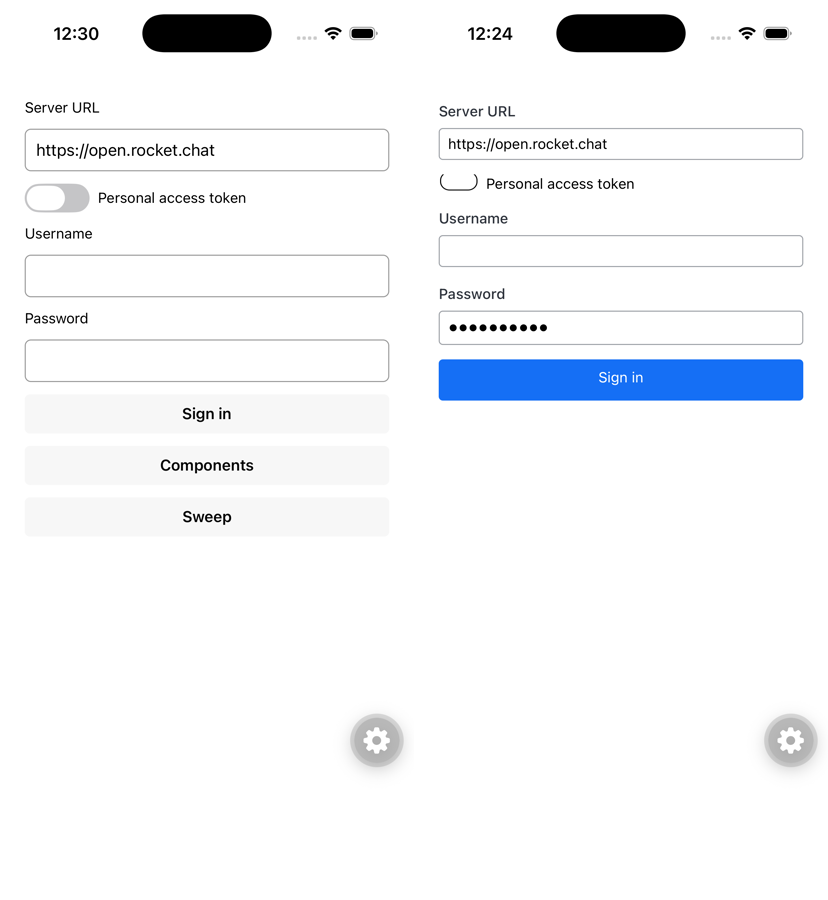 12:30
Server URL
https://open.rocket.chat
Personal access token
Username
Password
Sign in
Components
Sweep
12:24
Server URL
https://open.rocket.chat
Personal access token
Username
Password
●●●●●●●●●●
Sign in